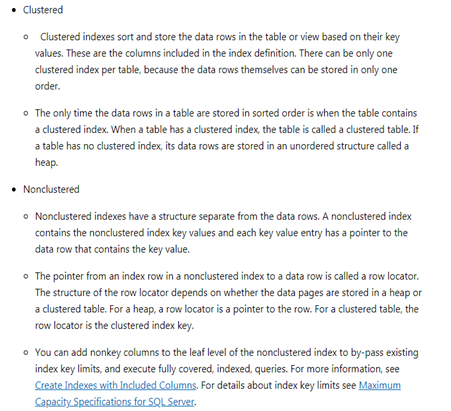 Clustered
Clustered indexes sort and store the data rows in the table or view based on their key
values. These are the columns included in the index definition. There can be only one
clustered index per table, because the data rows themselves can be stored in only one
order.
The only time the data rows in a table are stored in sorted order is when the table contains
a clustered index. When a table has a clustered index, the table is called a clustered table. If
a table has no clustered index, its data rows are stored in an unordered structure called a
heap.
Nonclustered
Nonclustered indexes have a structure separate from the data rows. A nonclustered index
contains the nonclustered index key values and each key value entry has a pointer to the
data row that contains the key value.
The pointer from an index row in a nonclustered index to a data row is called a row locator.
The structure of the row locator depends on whether the data pages are stored in a heap or
a clustered table. For a heap, a row locator is a pointer to the row. For a clustered table, the
row locator is the clustered index key.
You can add nonkey columns to the leaf level of the nonclustered index to by-pass existing
index key limits, and execute fully covered, indexed, queries. For more information, see
Create Indexes with Included Columns. For details about index key limits see Maximum
Capacity Specifications for SQL Server.